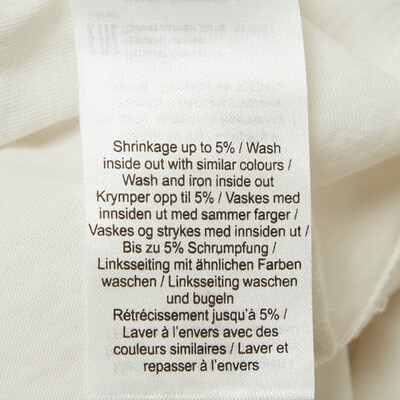 Shrinkage up to 5% / Wash
inside out with similar colours /
Wash and iron inside out
Krymper opp til 5% / Vaskes med
innsiden ut med sammer farger /
Vaskes og strykes med innsiden ut /
Bis zu 5% Schrumpfung /
Linksseiting mit ähnlichen Farben
waschen / Linksseiting waschen
und bugeln
Rétrécissement jusqu'à 5% /
Laver à l'envers avec des
couleurs similaires / Laver et
repasser à l'envers